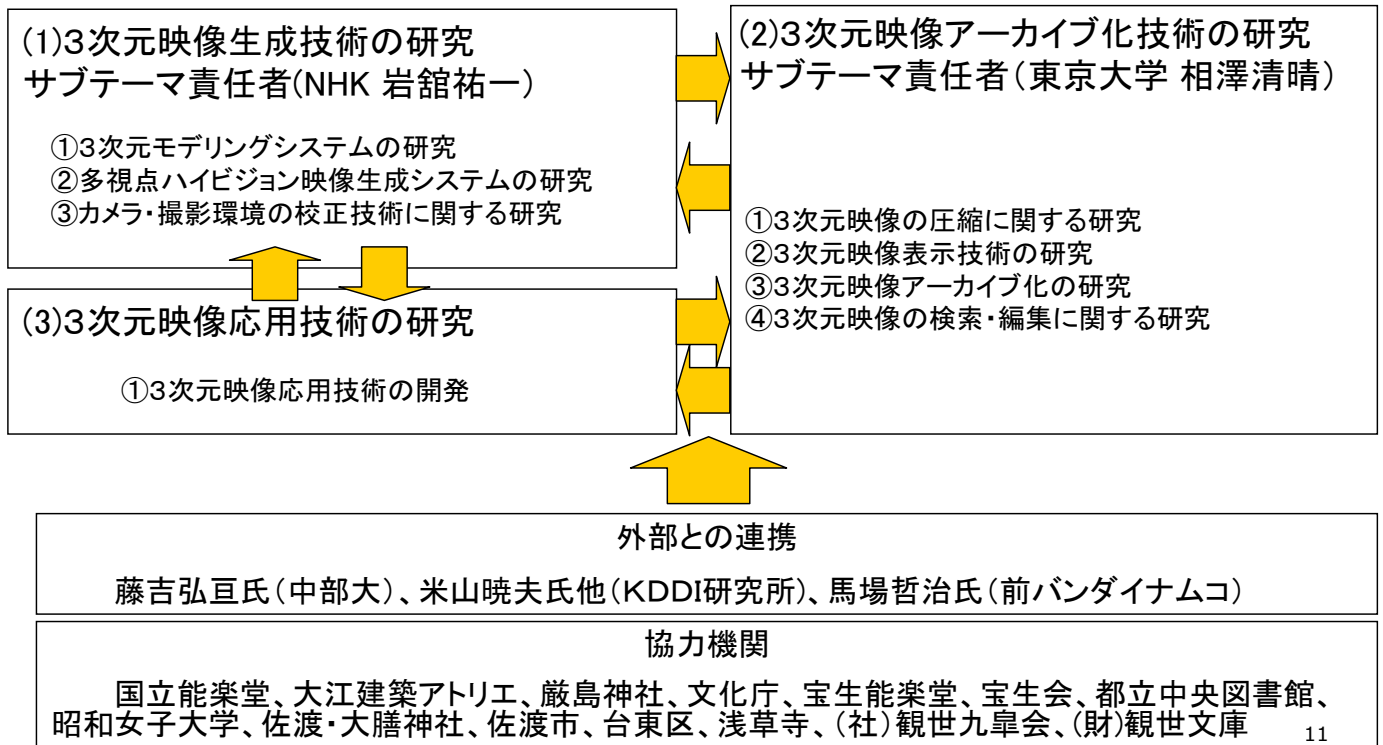 (1)3次元映像生成技術の研究
サブテーマ責任者(NHK 岩舘祐一)
①3次元モデリングシステムの研究
②多視点ハイビジョン映像生成システムの研究
③カメラ・撮影環境の校正技術に関する研究
(2)3次元映像アーカイブ化技術の研究
サブテーマ責任者(東京大学 相澤清晴)
①3次元映像の圧縮に関する研究
②3次元映像表示技術の研究
③3次元映像アーカイブ化の研究
④3次元映像の検索・編集に関する研究
(3)3次元映像応用技術の研究
①3次元映像応用技術の開発
外部との連携
藤吉弘亘氏(中部大)、米山暁夫氏他(KDDI研究所)、馬場哲治氏(前バンダイナムコ)
協力機関
国立能楽堂、大江建築アトリエ、厳島神社、文化庁、宝生能楽堂、宝生会、都立中央図書館、
昭和女子大学、佐渡・大膳神社、佐渡市、台東区、浅草寺、(社)観世九皐会、(財)観世文庫
11